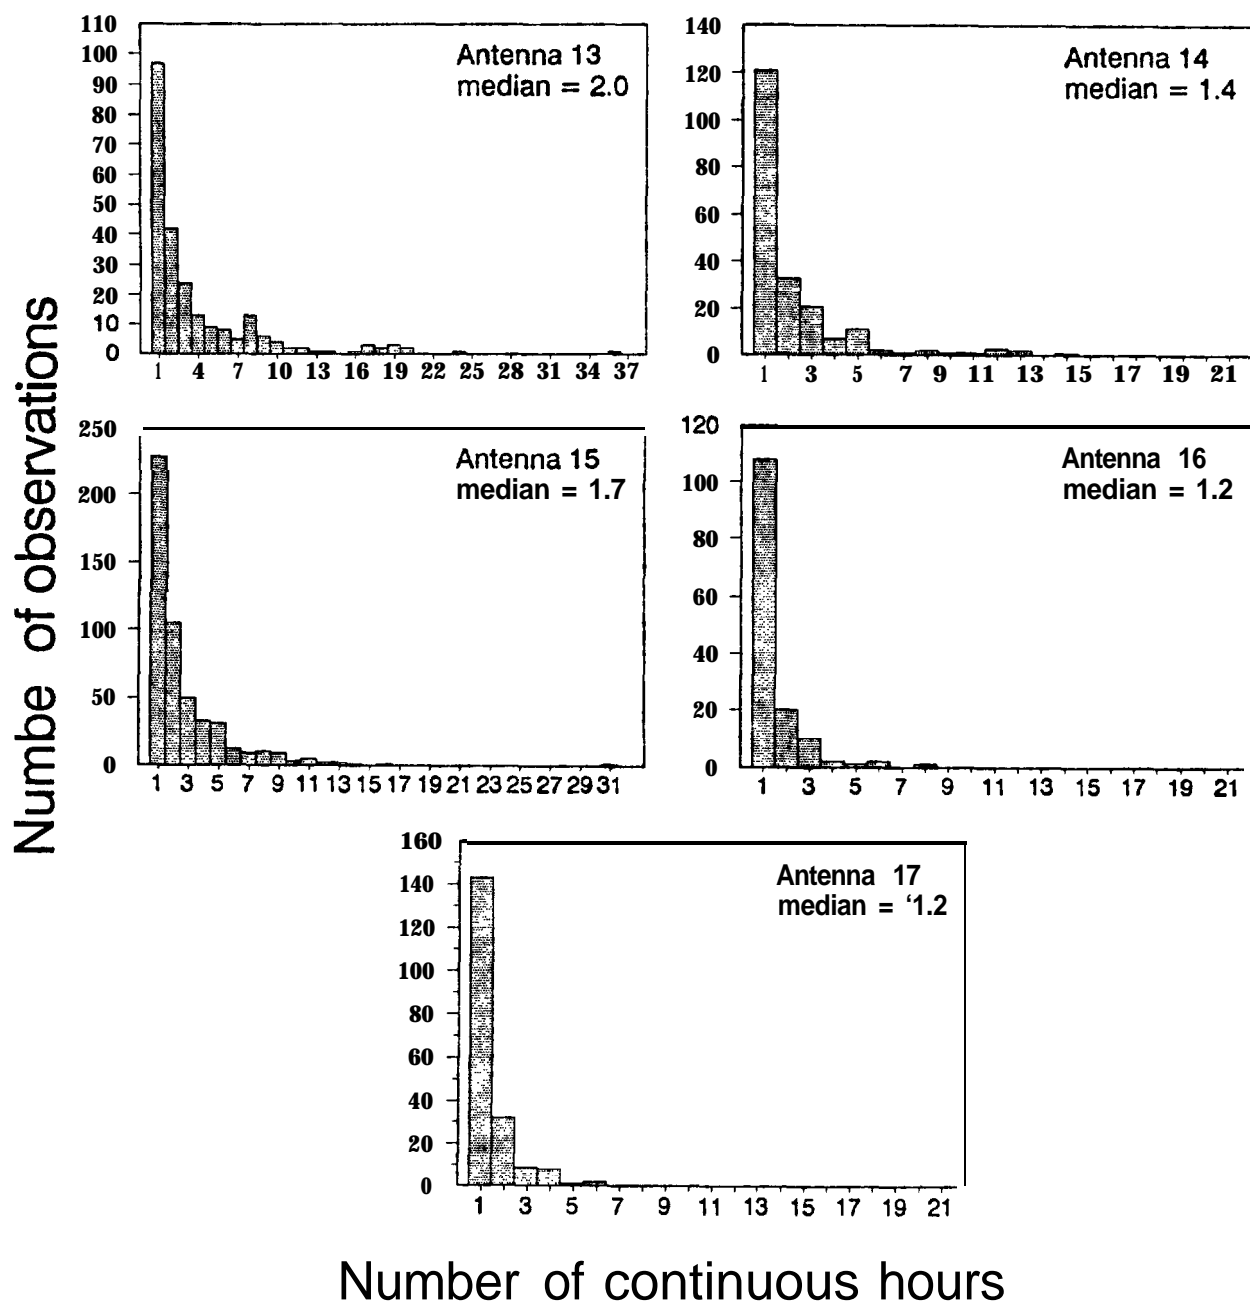 Numbe of observations
110
100
90
80
70
60
50
40
30
20
10
0
Antenna 13
median = 2.0
1 4 7 10 13 16 19 22 25 28 31 34 37
140
120
100
80
60
40
20
0
Antenna 14
median = 1.4
1 3 5 7 9 11 13 15 17 19 21
250
200
150
100
50
0
Antenna 15
median = 1.7
1 3 5 7 9 11 13 15 17 19 21 23 25 27 29 31
120
100
80
60
40
20
0
Antenna 16
median = 1.2
1 3 5 7 9 11 13 15 17 19 21
160
140
120
100
80
60
40
20
0
Antenna 17
median = ‘1.2
1 3 5 7 9 11 13 15 17 19 21
Number of continuous hours